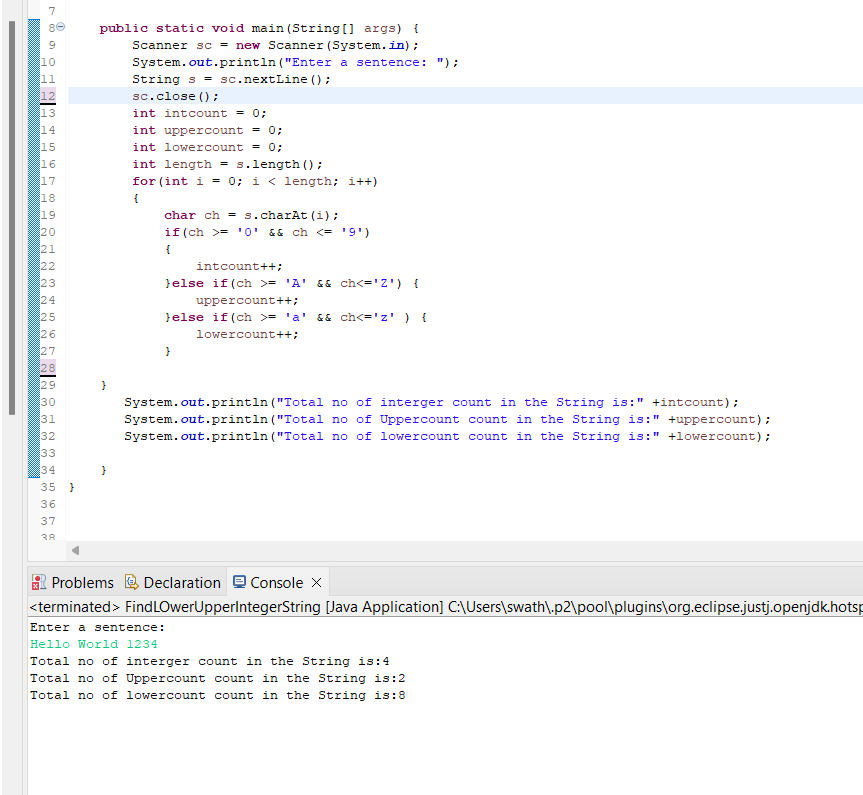 7
8 public static void main(String[] args) {
9 Scanner sc = new Scanner(System.in);
10 System.out.println("Enter a sentence: ");
11 String s = sc.nextLine();
12 sc.close();
13 int intcount = 0;
14 int uppercount = 0;
15 int lowercount = 0;
16 int length = s.length();
17 for(int i = 0; i < length; i++)
18 {
19 char ch = s.charAt(i);
20 if(ch >= '0' && ch <= '9')
21 {
22 intcount++;
23 }else if(ch >= 'A' && ch<='Z') {
24 uppercount++;
25 }else if(ch >= 'a' && ch<='z' ) {
26 lowercount++;
27 }
28
29 }
30 System.out.println("Total no of interger count in the String is:" +intcount);
31 System.out.println("Total no of Uppercount count in the String is:" +uppercount);
32 System.out.println("Total no of lowercount count in the String is:" +lowercount);
33
34 }
35 }
36
37
38
Problems Declaration Console
<terminated> FindLOwerUpperIntegerString [Java Application] C:\Users\swath\.p2\pool\plugins\org.eclipse.justj.openjdk.hotsp
Enter a sentence:
Hello World 1234
Total no of interger count in the String is:4
Total no of Uppercount count in the String is:2
Total no of lowercount count in the String is:8